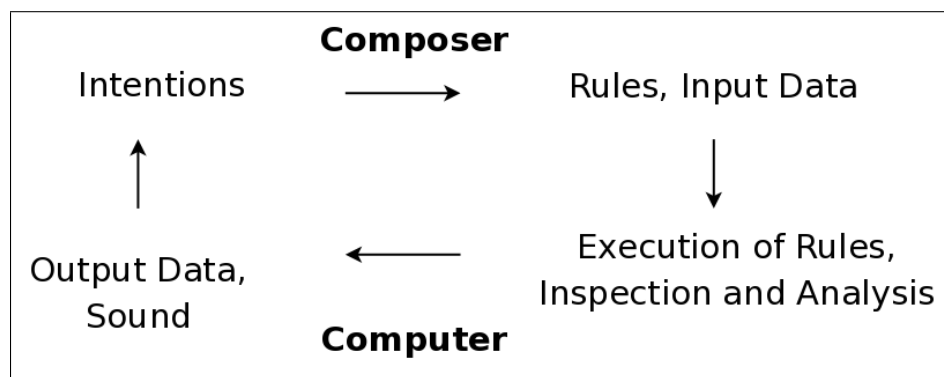 Composer
Intentions
Rules, Input Data
Output Data,
Sound
Execution of Rules,
Inspection and Analysis
Computer